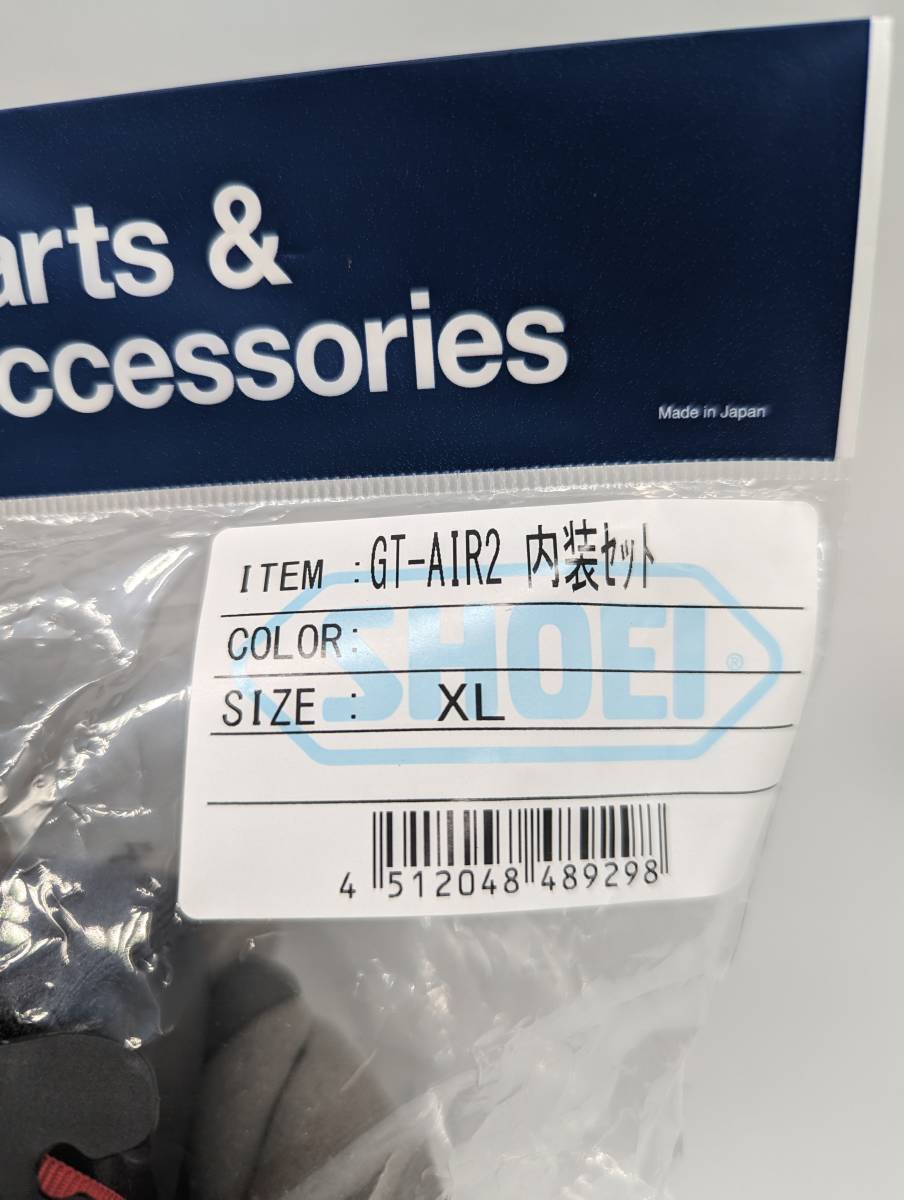 arts &
ccessories
Made in Japan
ITEM :GT-AIR2 内装ｾｯﾄ
COLOR:
SIZE : XL
SHOEI®
4 512048 489298